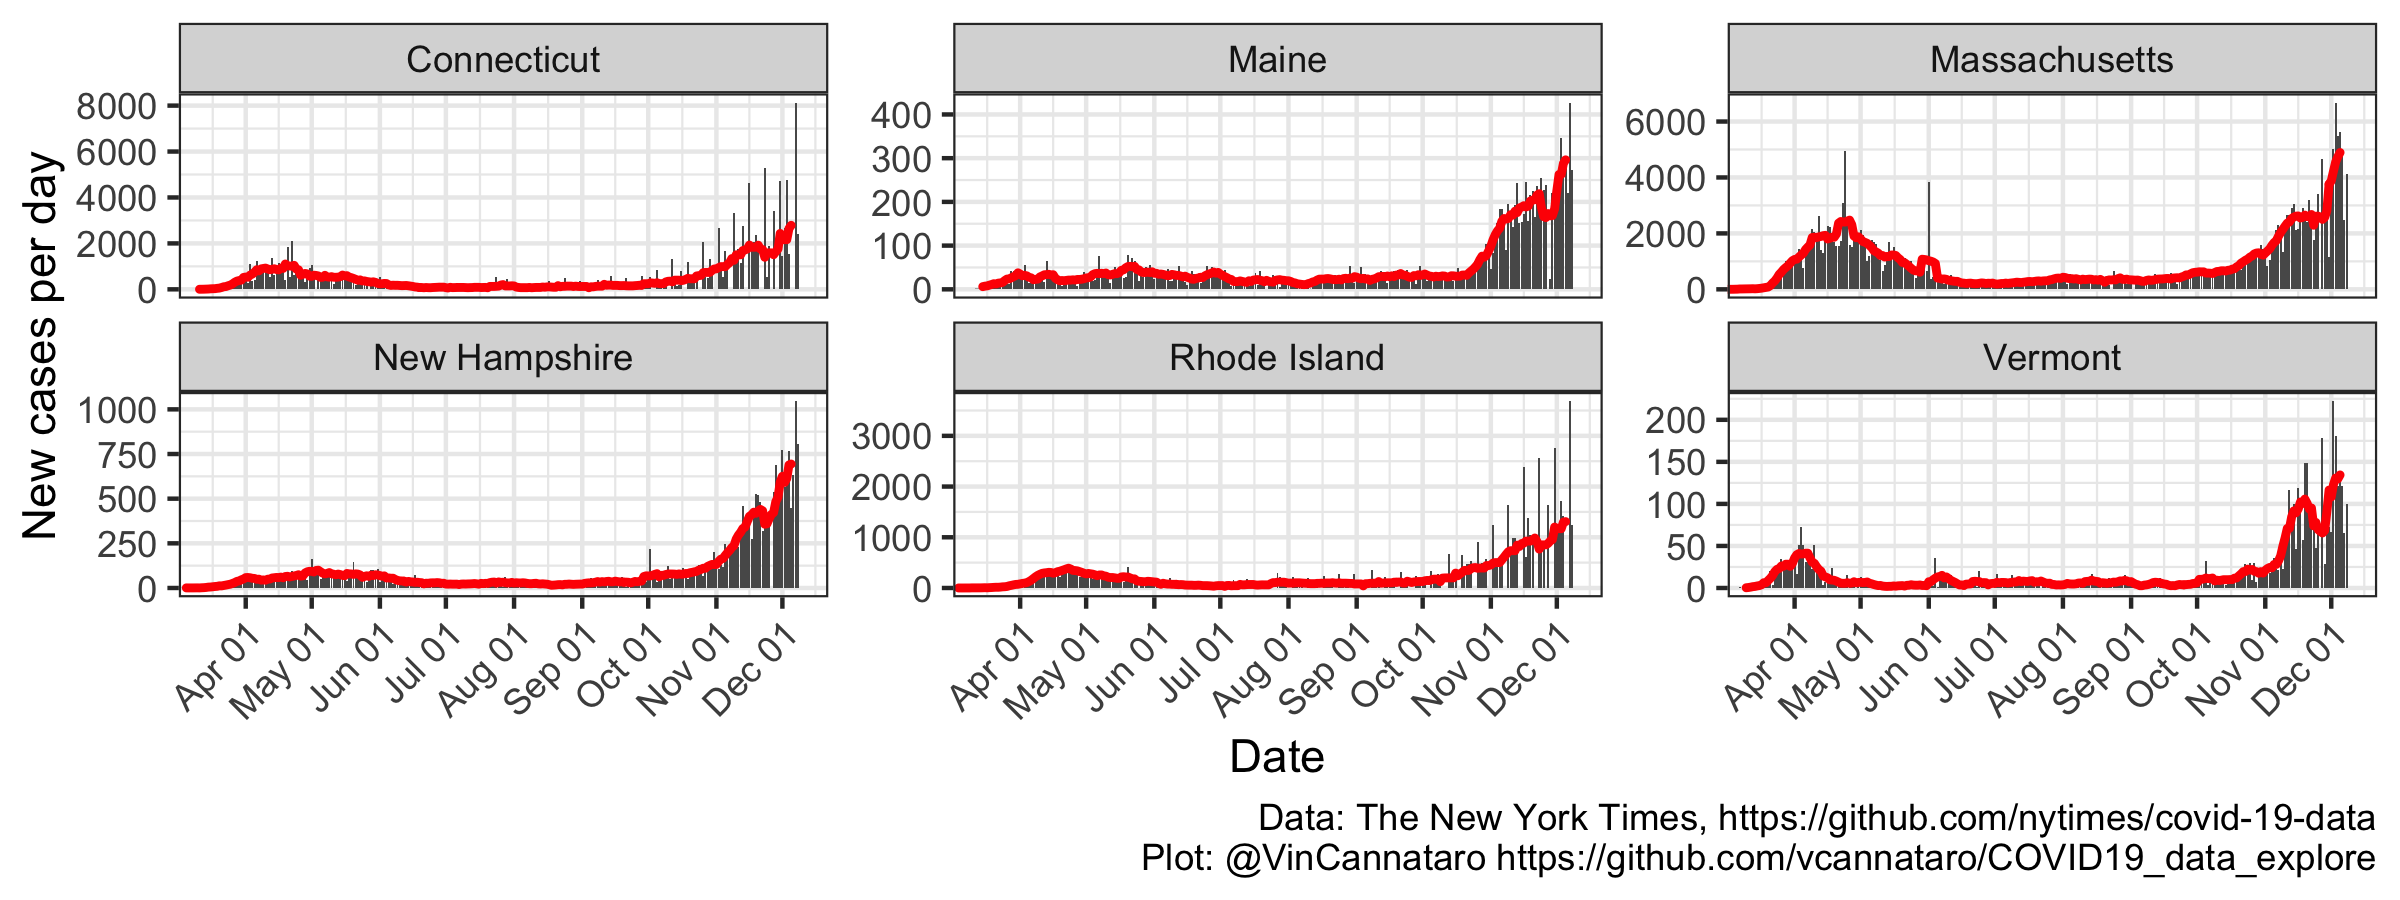 Connecticut
Maine
Massachusetts
8000
6000
4000
2000
0
400
300
200
100
0
6000
4000
2000
0
New cases per day
New Hampshire
Rhode Island
Vermont
1000
750
500
250
0
3000
2000
1000
0
200
150
100
50
0
Apr 01 May 01 Jun 01 Jul 01 Aug 01 Sep 01 Oct 01 Nov 01 Dec 01
Apr 01 May 01 Jun 01 Jul 01 Aug 01 Sep 01 Oct 01 Nov 01 Dec 01
Apr 01 May 01 Jun 01 Jul 01 Aug 01 Sep 01 Oct 01 Nov 01 Dec 01
Date
Data: The New York Times, https://github.com/nytimes/covid-19-data
Plot: @VinCannataro https://github.com/vcannataro/COVID19_data_explore